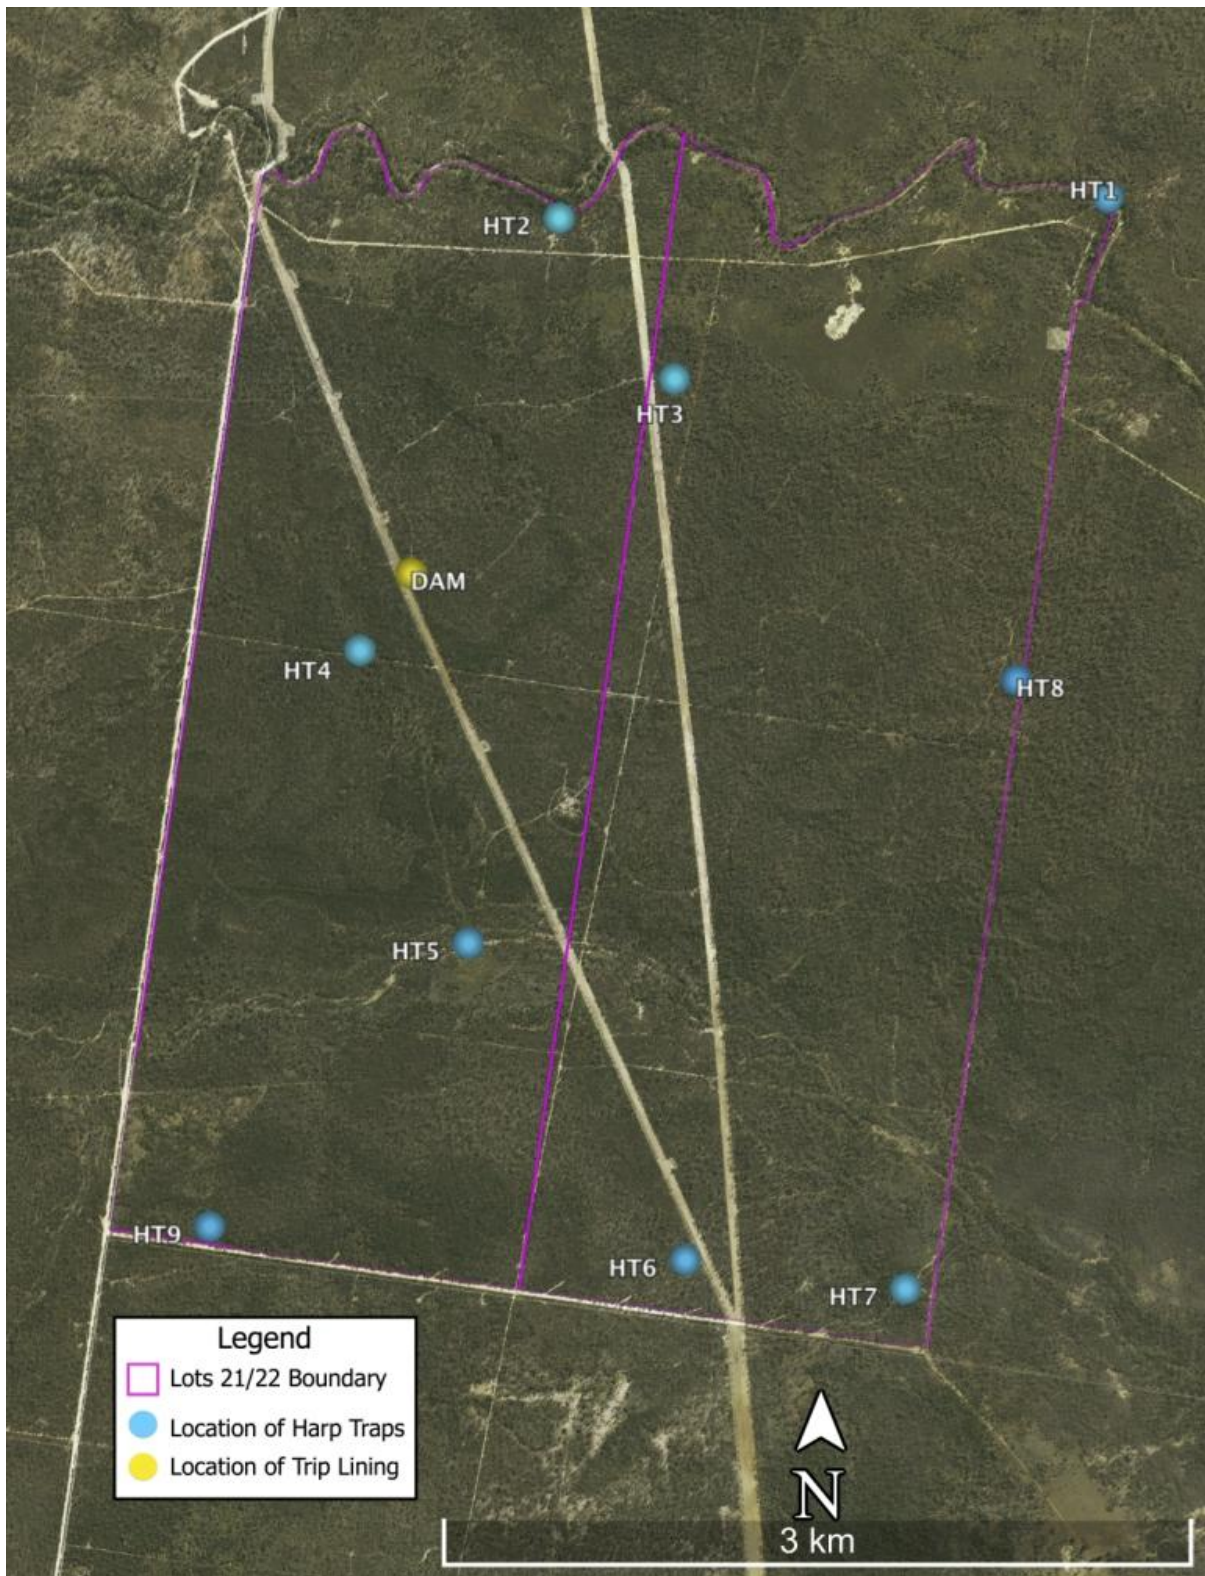 HT1
HT2
HT3
DAM
HT4
HT8
HT5
HT9
HT6
HT7
Legend
Lots 21/22 Boundary
Location of Harp Traps
Location of Trip Lining
N
3 km